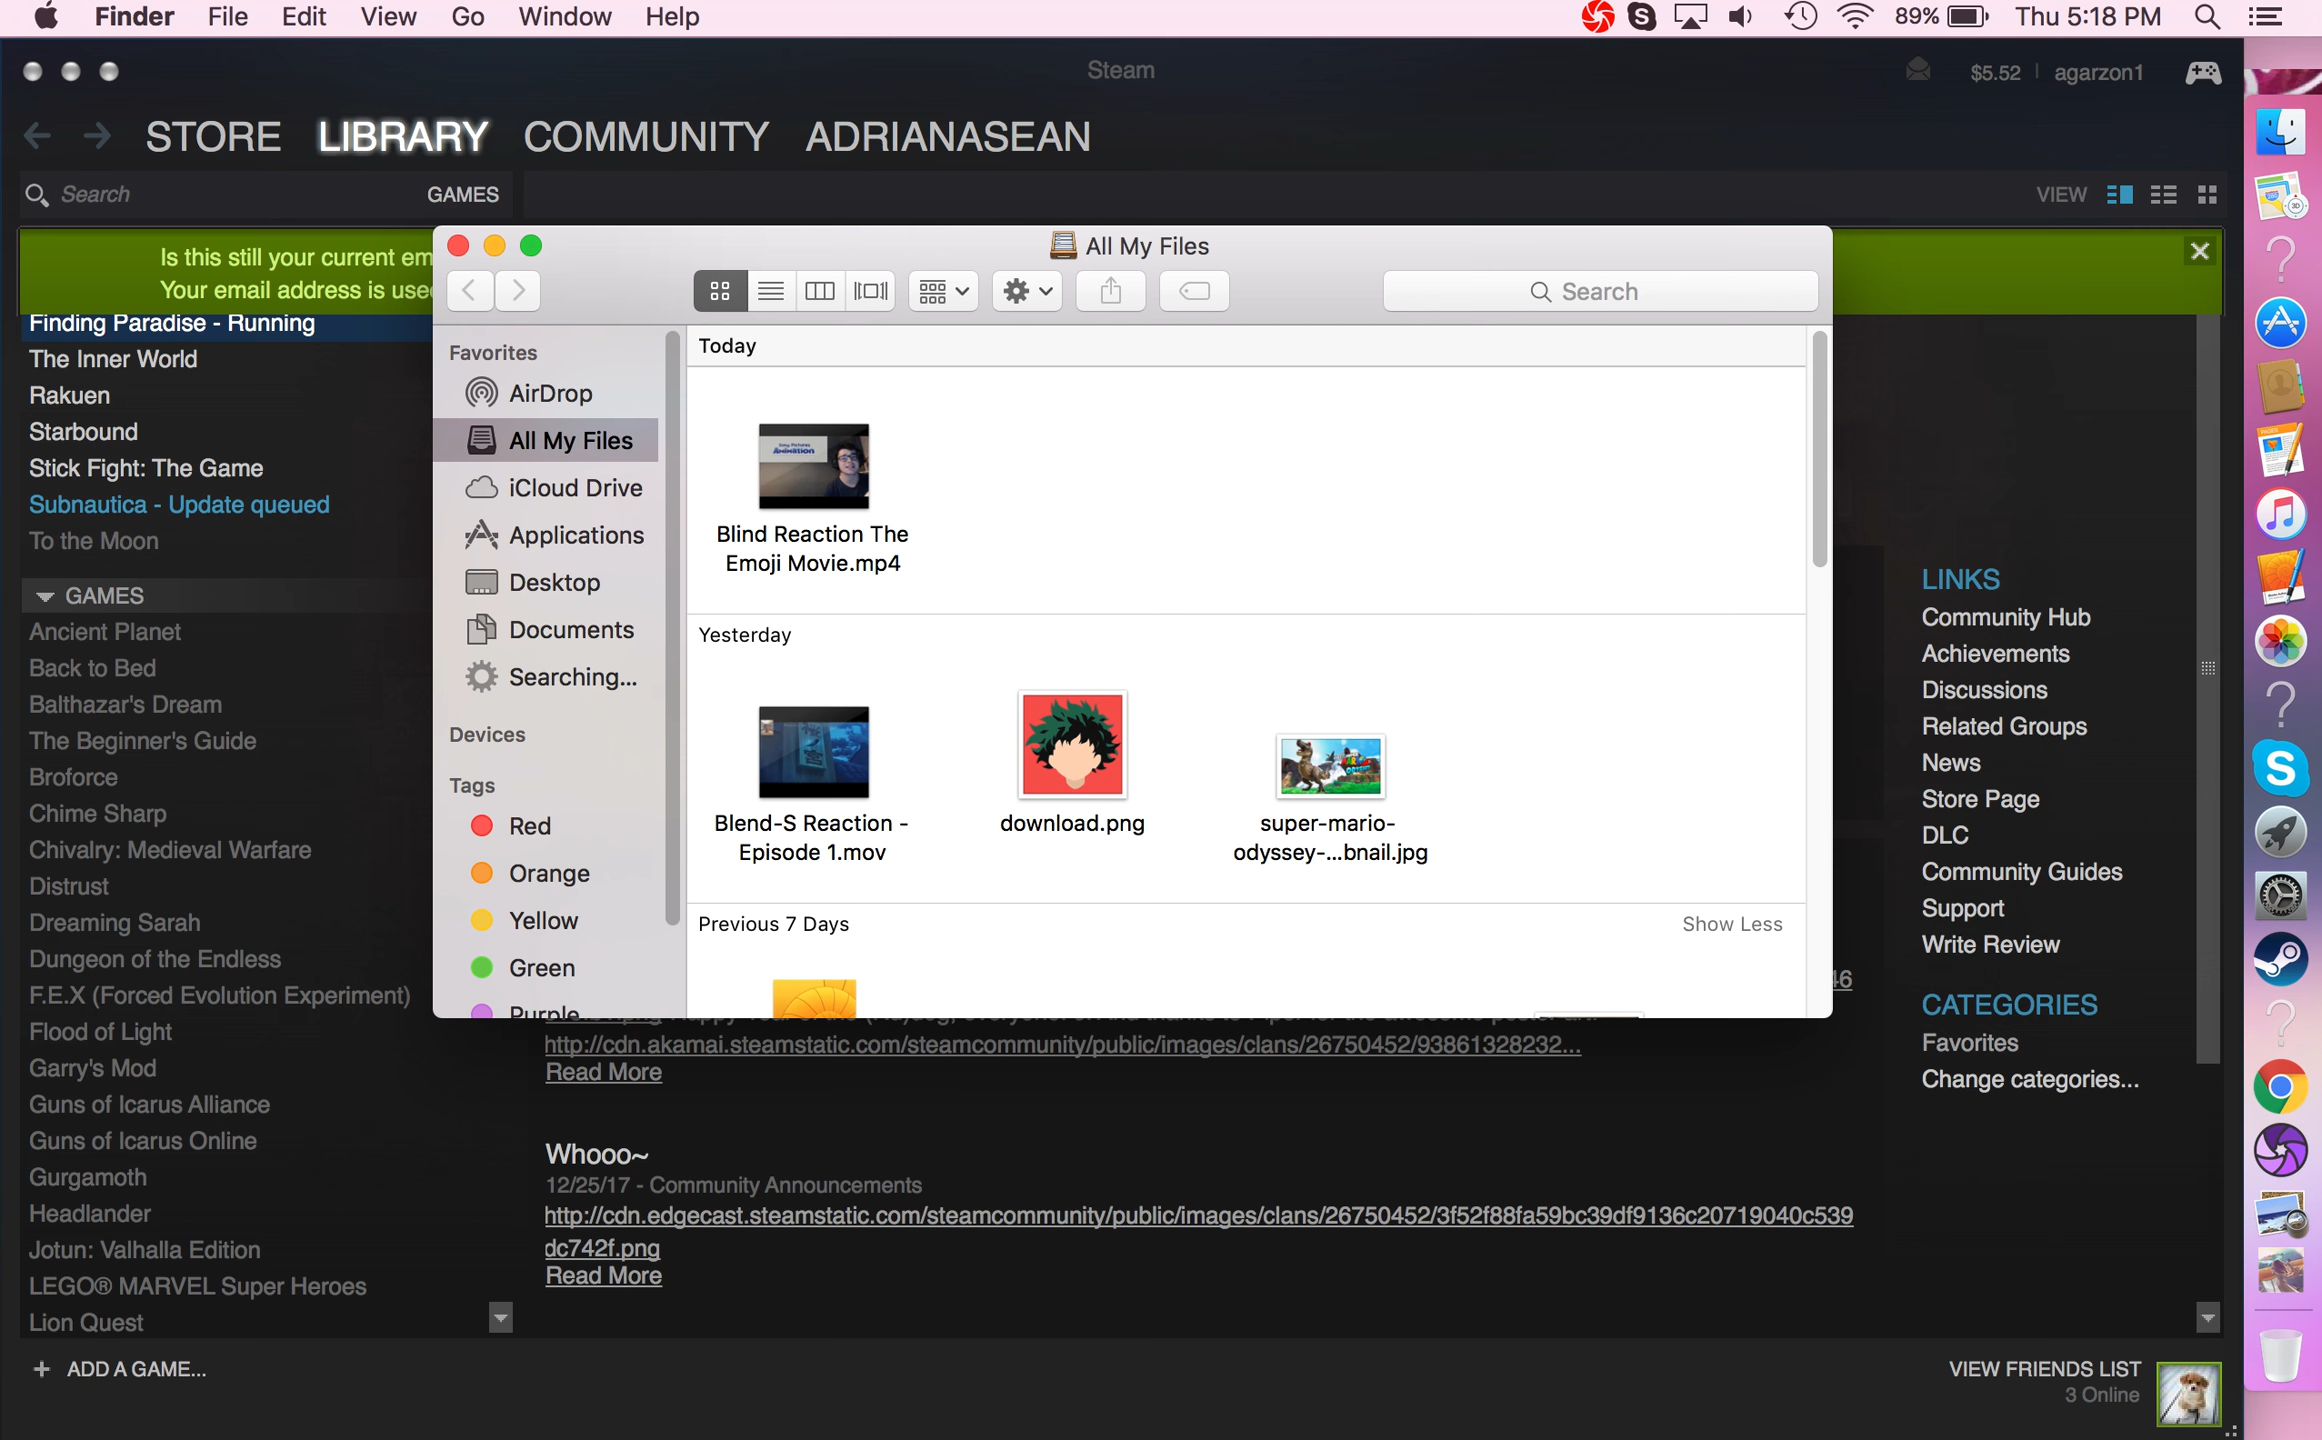 Finder File Edit View Go Window Help 89% Thu 5:18 PM
Steam
$5.52 agarzon1
STORE LIBRARY COMMUNITY ADRIANASEAN
Search GAMES VIEW
Is this still your current em
Your email address is use
Finding Paradise - Running
The Inner World
Rakuen
Starbound
Stick Fight: The Game
Subnautica - Update queued
To the Moon
GAMES
Ancient Planet
Back to Bed
Balthazar's Dream
The Beginner's Guide
Broforce
Chime Sharp
Chivalry: Medieval Warfare
Distrust
Dreaming Sarah
Dungeon of the Endless
F.E.X (Forced Evolution Experiment)
Flood of Light
Garry's Mod
Guns of Icarus Alliance
Guns of Icarus Online
Gurgamoth
Headlander
Jotun: Valhalla Edition
LEGO® MARVEL Super Heroes
Lion Quest
+ ADD A GAME...
All My Files
Search
Favorites
AirDrop
All My Files
iCloud Drive
Applications
Desktop
Documents
Searching...
Devices
Tags
Red
Orange
Yellow
Green
Purple
Today
Blind Reaction The
Emoji Movie.mp4
Yesterday
Blend-S Reaction -
Episode 1.mov
download.png
super-mario-
odyssey-...bnail.jpg
Previous 7 Days Show Less
46
http://cdn.akamai.steamstatic.com/steamcommunity/public/images/clans/26750452/93861328232...
Read More
Whooo~
12/25/17 - Community Announcements
http://cdn.edgecast.steamstatic.com/steamcommunity/public/images/clans/26750452/3f52f88fa59bc39df9136c20719040c539
dc742f.png
Read More
LINKS
Community Hub
Achievements
Discussions
Related Groups
News
Store Page
DLC
Community Guides
Support
Write Review
CATEGORIES
Favorites
Change categories...
VIEW FRIENDS LIST
3 Online